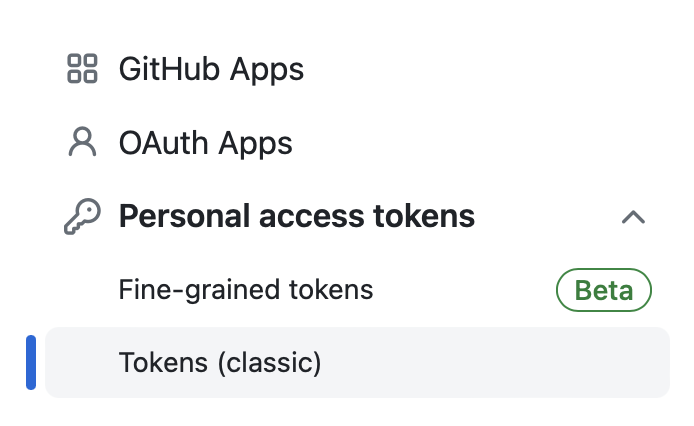 GitHub Apps
OAuth Apps
Personal access tokens
Fine-grained tokens Beta
Tokens (classic)